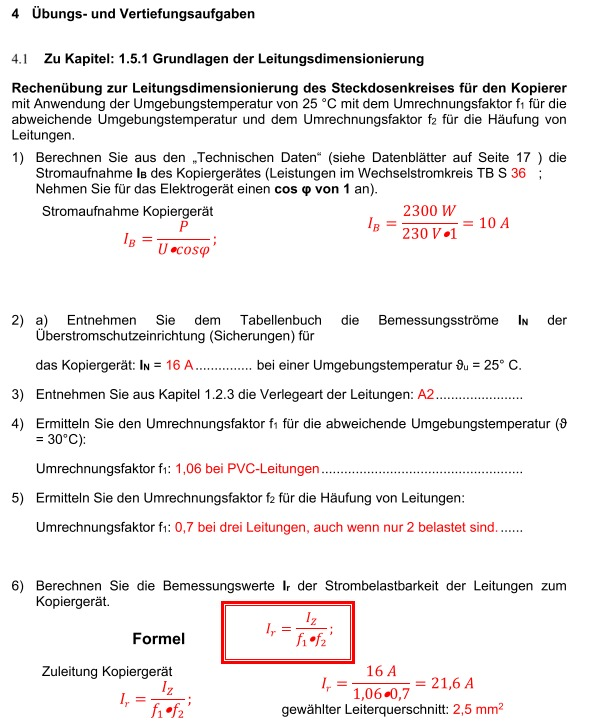 4 Übungs- und Vertiefungsaufgaben
4.1 Zu Kapitel: 1.5.1 Grundlagen der Leitungsdimensionierung
Rechenübung zur Leitungsdimensionierung des Steckdosenkreises für den Kopierer
mit Anwendung der Umgebungstemperatur von 25 °C mit dem Umrechnungsfaktor f₁ für die
abweichende Umgebungstemperatur und dem Umrechnungsfaktor f₂ für die Häufung von
Leitungen.
1) Berechnen Sie aus den „Technischen Daten“ (siehe Datenblätter auf Seite 17 ) die
Stromaufnahme IB des Kopiergerätes (Leistungen im Wechselstromkreis TB S 36 ;
Nehmen Sie für das Elektrogerät einen cos φ von 1 an).
Stromaufnahme Kopiergerät
I_B = P / (U•cosφ);
I_B = 2300 W / (230 V•1) = 10 A
2) a) Entnehmen Sie dem Tabellenbuch die Bemessungsströme IN der
Überstromschutzeinrichtung (Sicherungen) für
das Kopiergerät: IN = 16 A............... bei einer Umgebungstemperatur ϑu = 25° C.
3) Entnehmen Sie aus Kapitel 1.2.3 die Verlegeart der Leitungen: A2.......................
4) Ermitteln Sie den Umrechnungsfaktor f₁ für die abweichende Umgebungstemperatur (ϑ
= 30°C):
Umrechnungsfaktor f₁: 1,06 bei PVC-Leitungen.....................................................
5) Ermitteln Sie den Umrechnungsfaktor f₂ für die Häufung von Leitungen:
Umrechnungsfaktor f₁: 0,7 bei drei Leitungen, auch wenn nur 2 belastet sind. ......
6) Berechnen Sie die Bemessungswerte Ir der Strombelastbarkeit der Leitungen zum
Kopiergerät.
Formel
I_r = I_Z / (f₁•f₂);
Zuleitung Kopiergerät
I_r = I_Z / (f₁•f₂);
I_r = 16 A / (1,06•0,7) = 21,6 A
gewählter Leiterquerschnitt: 2,5 mm²